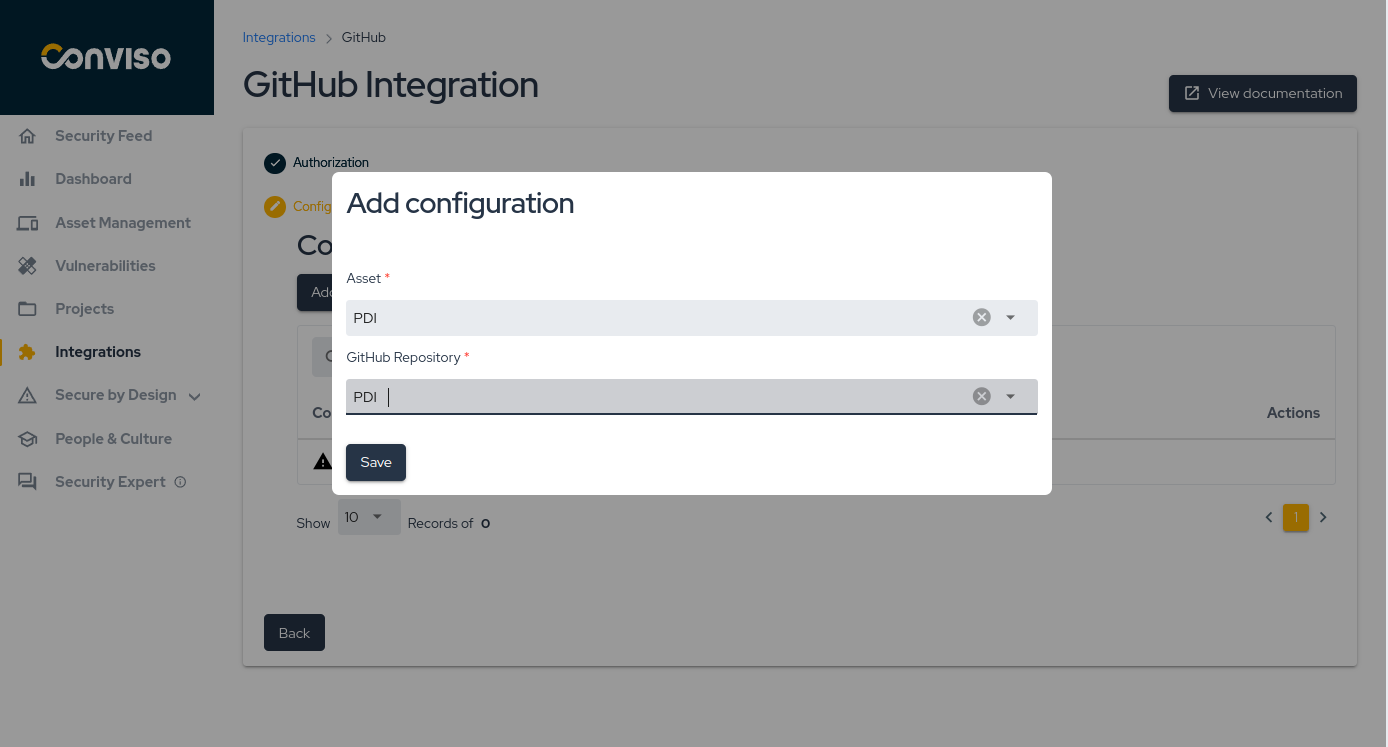 Conviso
Security Feed
Dashboard
Asset Management
Vulnerabilities
Projects
Integrations
Secure by Design
People & Culture
Security Expert
Integrations > GitHub
GitHub Integration
View documentation
Authorization
Config
Co
Add
C
Co
Actions
Add configuration
Asset *
PDI
GitHub Repository *
PDI
Save
Show 10 Records of 0
1
Back